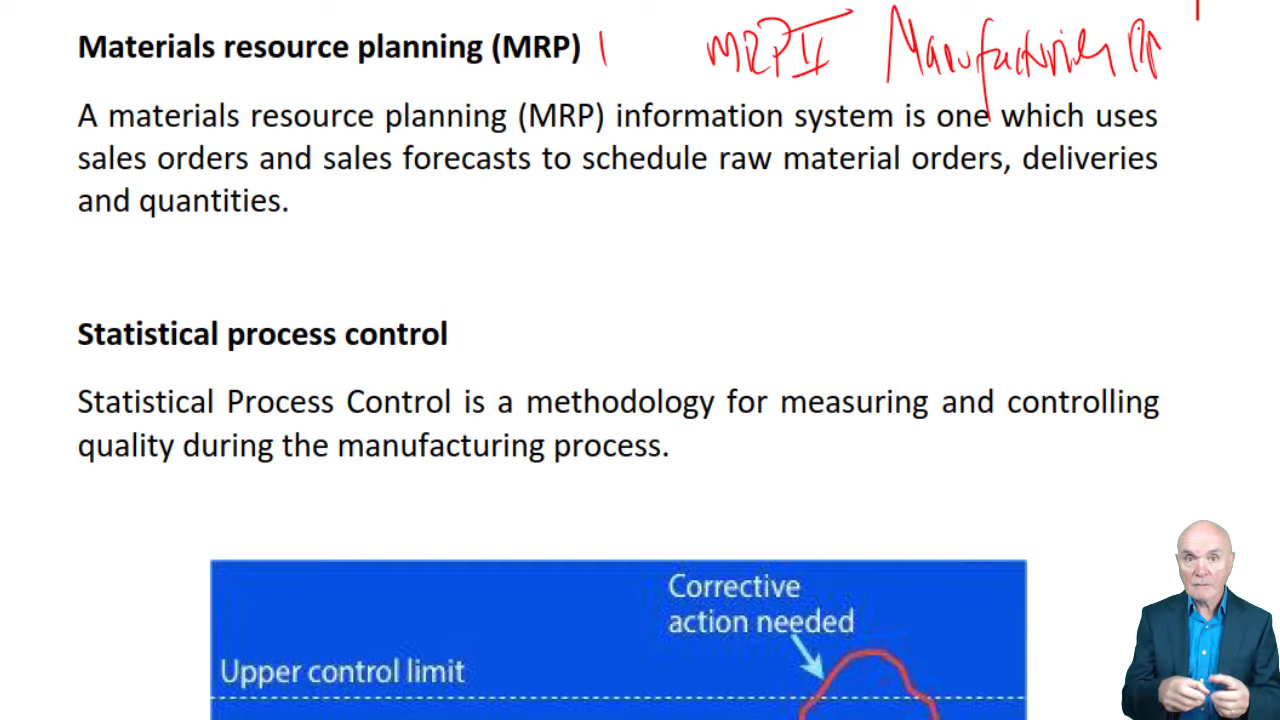 Materials resource planning (MRP) I MRP II Manufacturing RP
A materials resource planning (MRP) information system is one which uses
sales orders and sales forecasts to schedule raw material orders, deliveries
and quantities.
Statistical process control
Statistical Process Control is a methodology for measuring and controlling
quality during the manufacturing process.
Corrective
action needed
Upper control limit